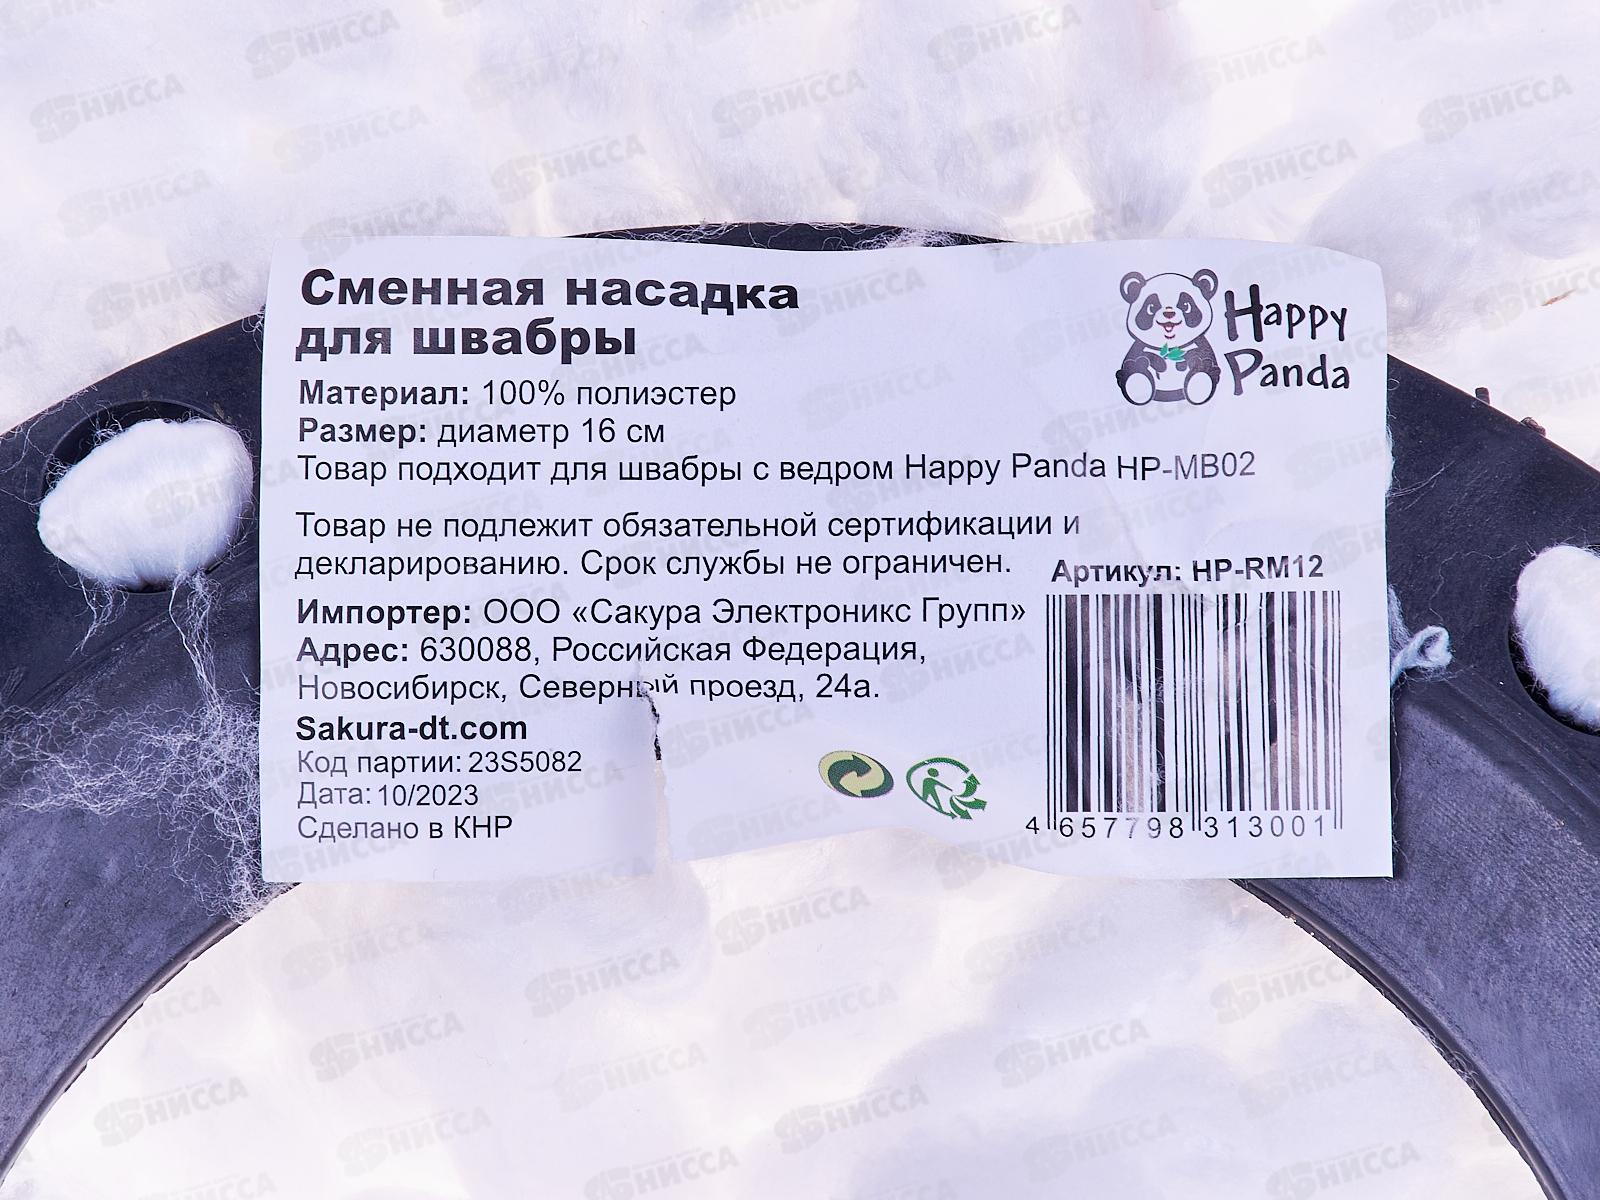 Сменная насадка
для швабры
Happy
Panda
Материал: 100% полиэстер
Размер: диаметр 16 см
Товар подходит для швабры с ведром Happy Panda HP-MB02
Товар не подлежит обязательной сертификации и
декларированию. Срок службы не ограничен.
Артикул: HP-RM12
Импортер: ООО «Сакура Электроникс Групп»
Адрес: 630088, Российская Федерация,
Новосибирск, Северный проезд, 24а.
Sakura-dt.com
Код партии: 23S5082
Дата: 10/2023
Сделано в КНР
4 657798 313001
НИССА